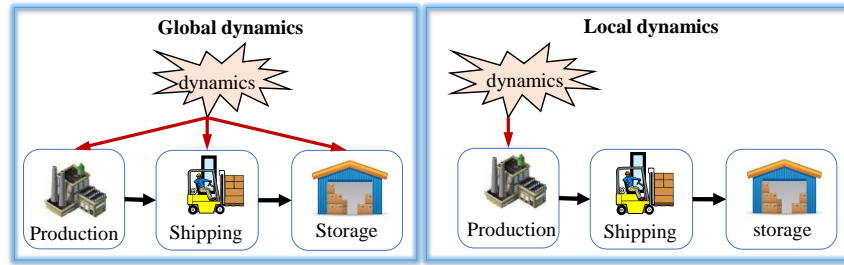 Global dynamics
dynamics
Production
Shipping
Storage
Local dynamics
dynamics
Production
Shipping
storage